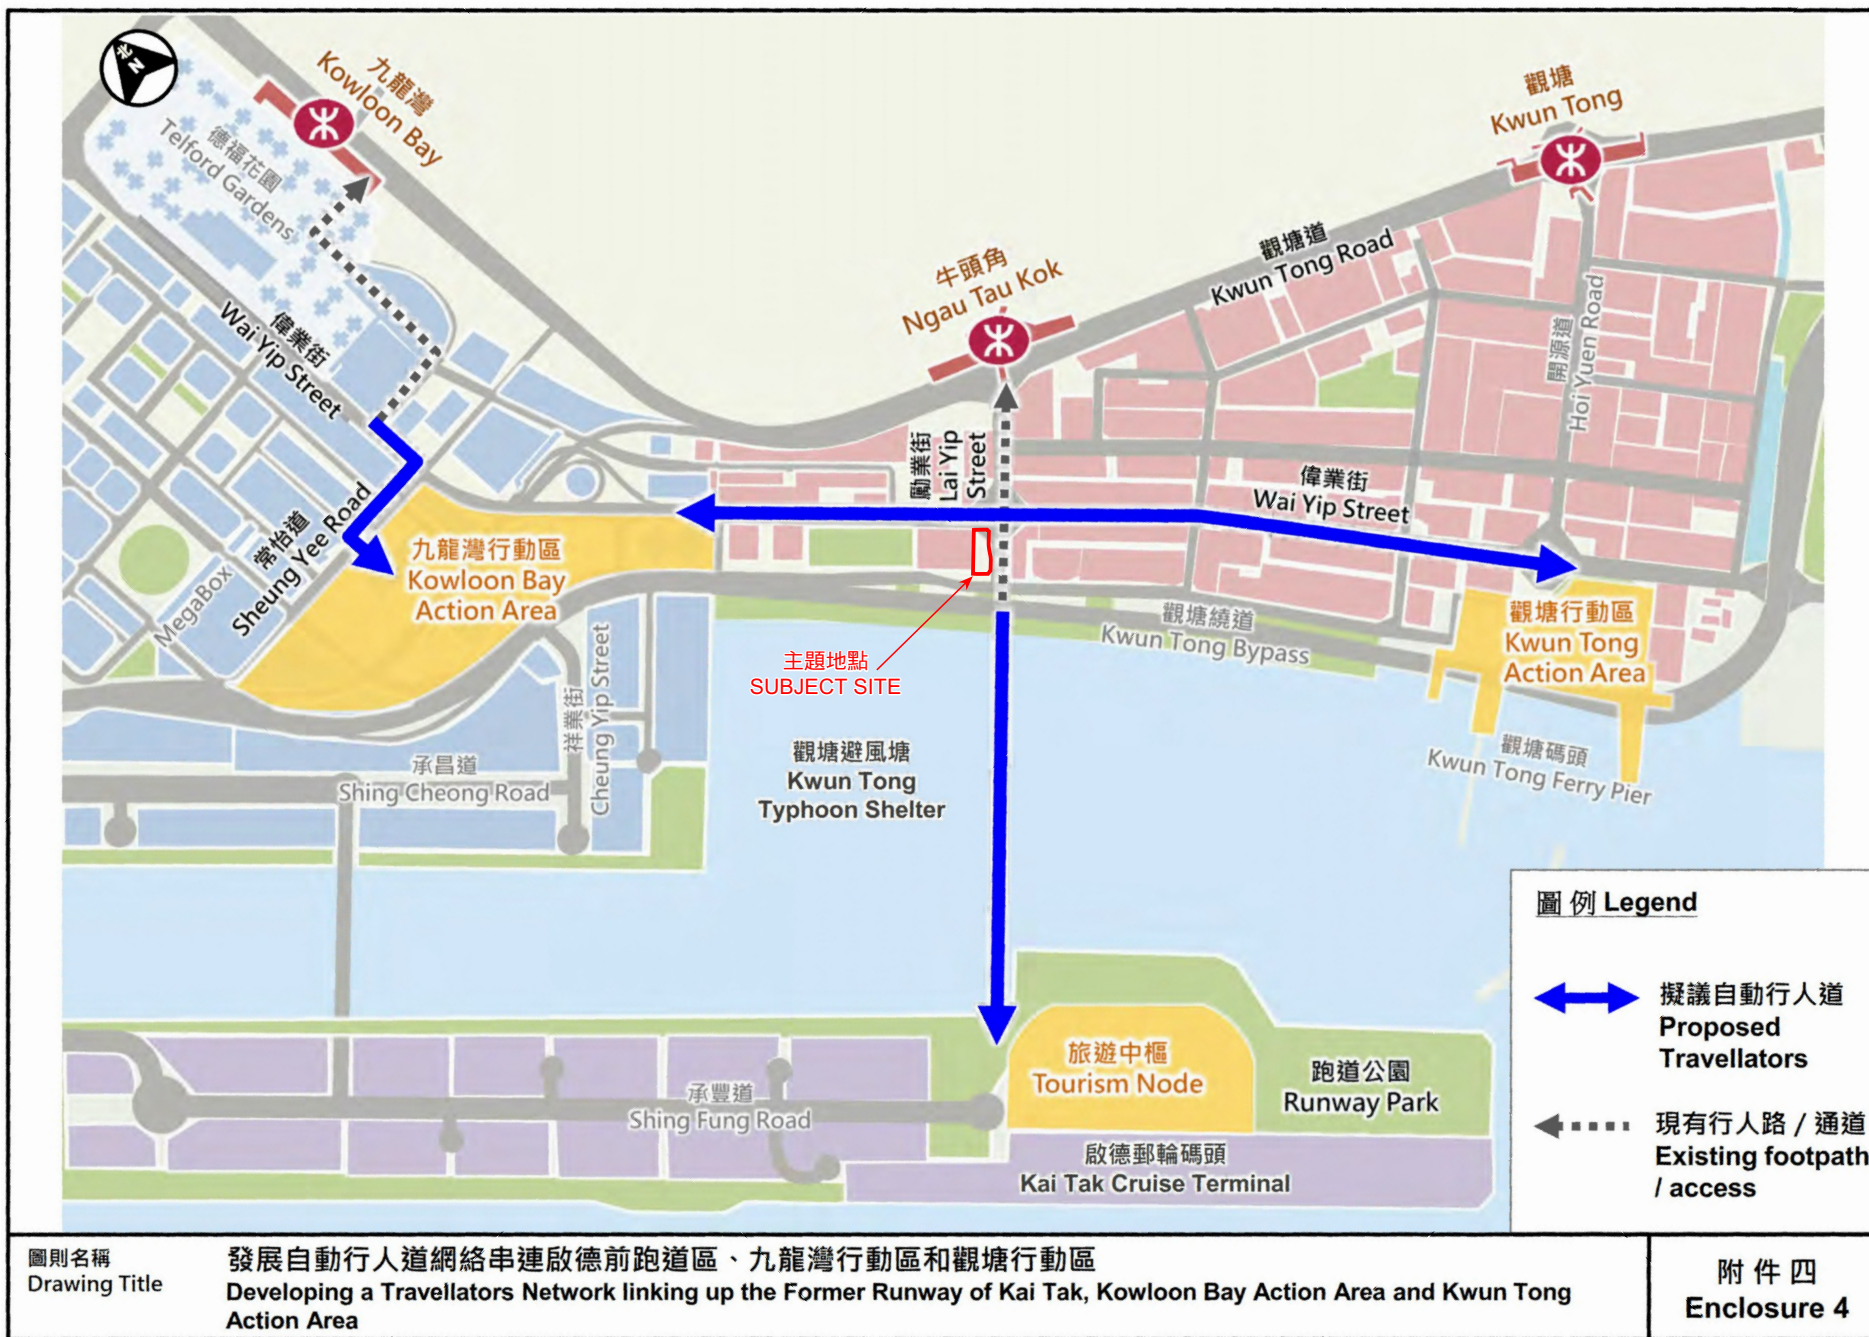 北
N
九龍灣
Kowloon Bay
德福花園
Telford Gardens
觀塘
Kwun Tong
牛頭角
Ngau Tau Kok
觀塘道
Kwun Tong Road
偉業街
Wai Yip Street
開源道
Hoi Yuen Road
勵業街
Lai Yip
Street
偉業街
Wai Yip Street
常怡道
Sheung Yee Road
MegaBox
九龍灣行動區
Kowloon Bay
Action Area
觀塘繞道
Kwun Tong Bypass
觀塘行動區
Kwun Tong
Action Area
主題地點
SUBJECT SITE
祥業街
Cheung Yip Street
承昌道
Shing Cheong Road
觀塘避風塘
Kwun Tong
Typhoon Shelter
觀塘碼頭
Kwun Tong Ferry Pier
旅遊中樞
Tourism Node
跑道公園
Runway Park
承豐道
Shing Fung Road
啟德郵輪碼頭
Kai Tak Cruise Terminal
圖例 Legend
擬議自動行人道
Proposed
Travellators
現有行人路 / 通道
Existing footpath
/ access
圖則名稱
Drawing Title
發展自動行人道網絡串連啟德前跑道區、九龍灣行動區和觀塘行動區
Developing a Travellators Network linking up the Former Runway of Kai Tak, Kowloon Bay Action Area and Kwun Tong
Action Area
附件四
Enclosure 4